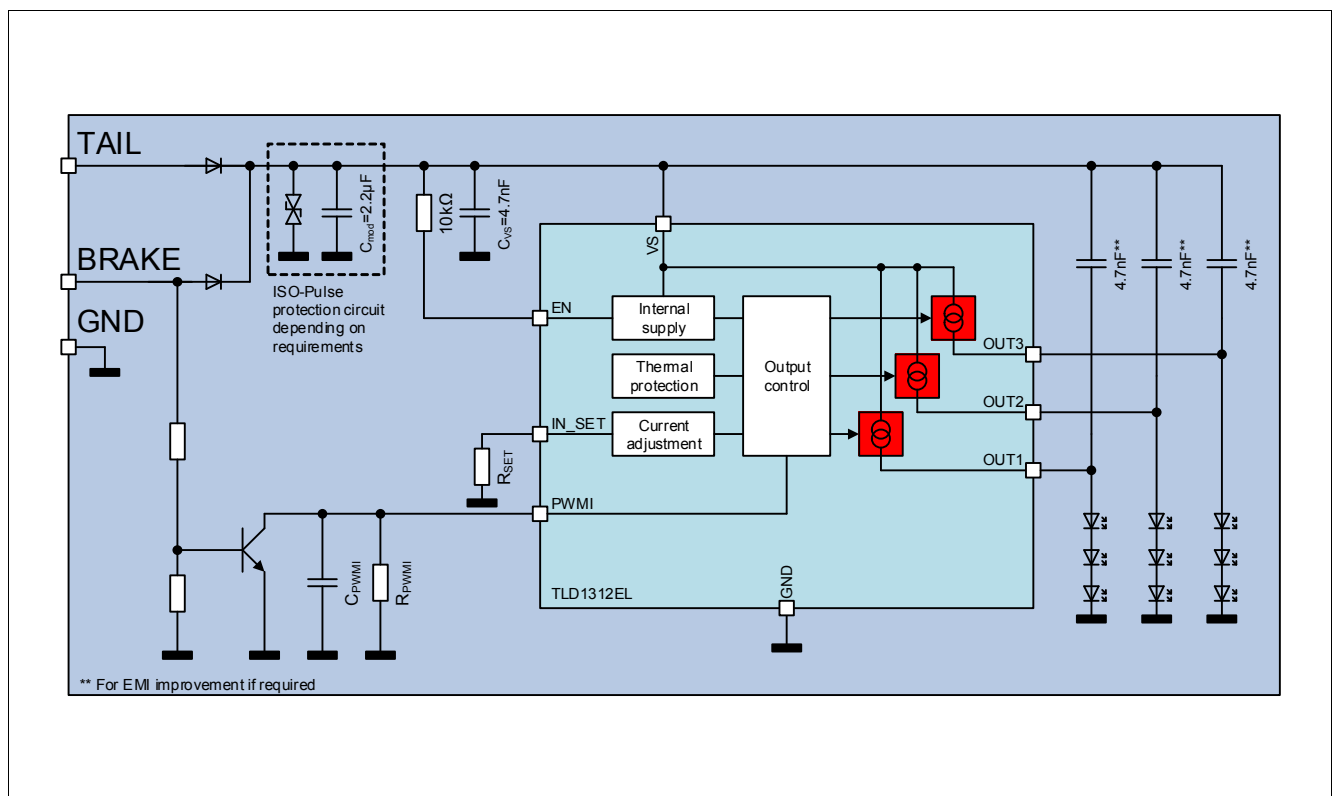 TAIL
BRAKE
GND
Cmod=2.2µF
ISO-Pulse
protection circuit
depending on
requirements
10kΩ
CVS=4.7nF
VS
EN
Internal
supply
Thermal
protection
Output
control
IN_SET
Current
adjustment
RSET
PWMI
OUT3
OUT2
OUT1
4.7nF**
4.7nF**
4.7nF**
CPWMI
RPWMI
TLD1312EL
GND
** For EMI improvement if required